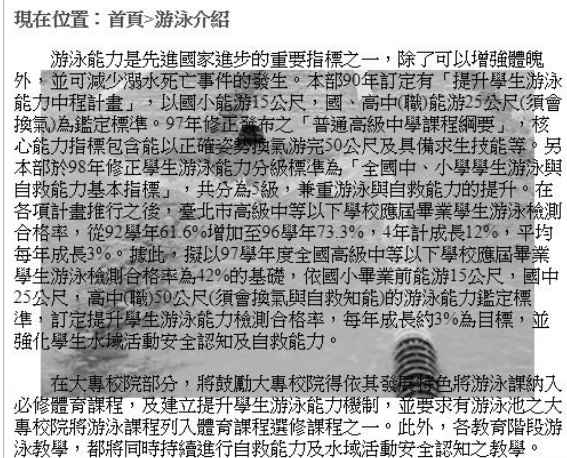 現在位置：首頁>游泳介紹
游泳能力是先進國家進步的重要指標之一，除了可以增強體魄
外，並可減少溺水死亡事件的發生。本部90年訂定有「提升學生游泳
能力中程計畫」，以國小能游15公尺，國、高中(職)能游25公尺(須會
換氣)為鑑定標準。97年修正發布之「普通高級中學課程綱要」，核
心能力指標包含能以正確姿勢換氣游完50公尺及具備求生技能等。另
本部於98年修正學生游泳能力分級標準為「全國中、小學學生游泳與
自救能力基本指標」，共分為5級，兼重游泳與自救能力的提升。在
各項計畫推行之後，臺北市高級中等以下學校應屆畢業學生游泳檢測
合格率，從92學年61.6%增加至96學年73.3%，4年計成長12%，平均
每年成長3%。據此，擬以97學年度全國高級中等以下學校應屆畢業
學生游泳檢測合格率為42%的基礎，依國小畢業前能游15公尺，國中
25公尺，高中(職)50公尺(須會換氣與自救知能)的游泳能力鑑定標
準，訂定提升學生游泳能力檢測合格率，每年成長約3%為目標，並
強化學生水域活動安全認知及自救能力。
在大專校院部分，將鼓勵大專校院得依其發展特色將游泳課納入
必修體育課程，及建立提升學生游泳能力機制，並要求有游泳池之大
專校院將游泳課程列入體育課程選修課程之一。此外，各教育階段游
泳教學，都將同時持續進行自救能力及水域活動安全認知之教學。